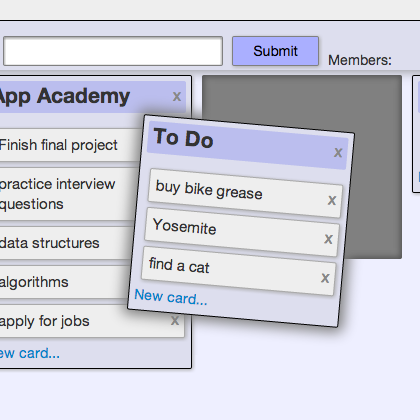 Submit
Members:
App Academy x
Finish final project
practice interview
questions
data structures
algorithms
apply for jobs x
New card...
To Do x
buy bike grease x
Yosemite x
find a cat x
New card...